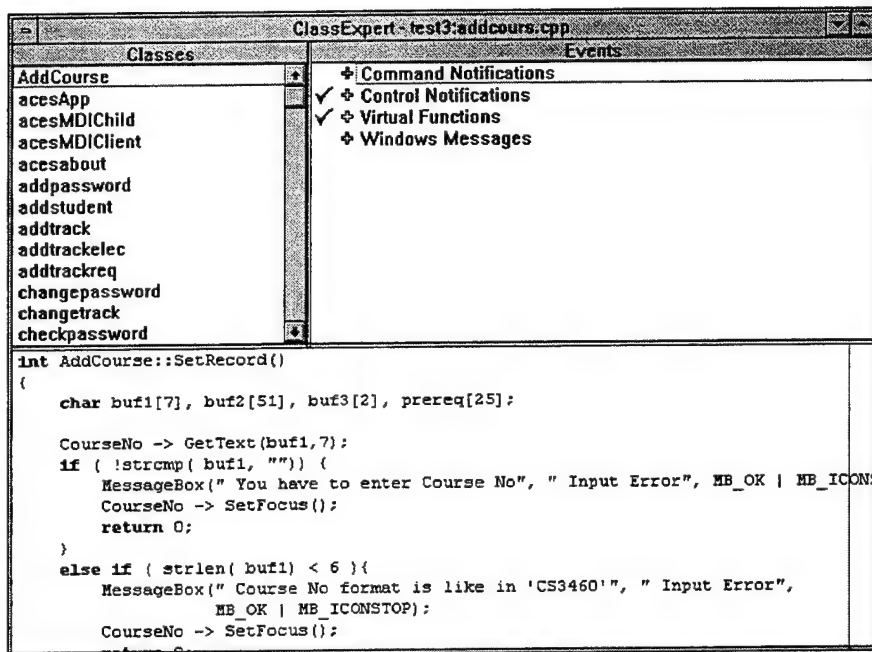 ClassExpert - test3:addcours.cpp
Classes
AddCourse
acesApp
acesMDIChild
acesMDIClient
acesabout
addpassword
addstudent
addtrack
addtrackelec
addtrackreq
changepassword
changetrack
checkpassword
Events
Command Notifications
Control Notifications
Virtual Functions
Windows Messages
int AddCourse::SetRecord()
{
char buf1[7], buf2[51], buf3[2], prereq[25];
CourseNo -> GetText(buf1,7);
if ( !strcmp( buf1, "")) {
MessageBox(" You have to enter Course No", " Input Error", MB_OK | MB_ICONS
CourseNo -> SetFocus();
return 0;
}
else if ( strlen( buf1) < 6 ){
MessageBox(" Course No format is like in 'CS3460'", " Input Error",
MB_OK | MB_ICONSTOP);
CourseNo -> SetFocus();